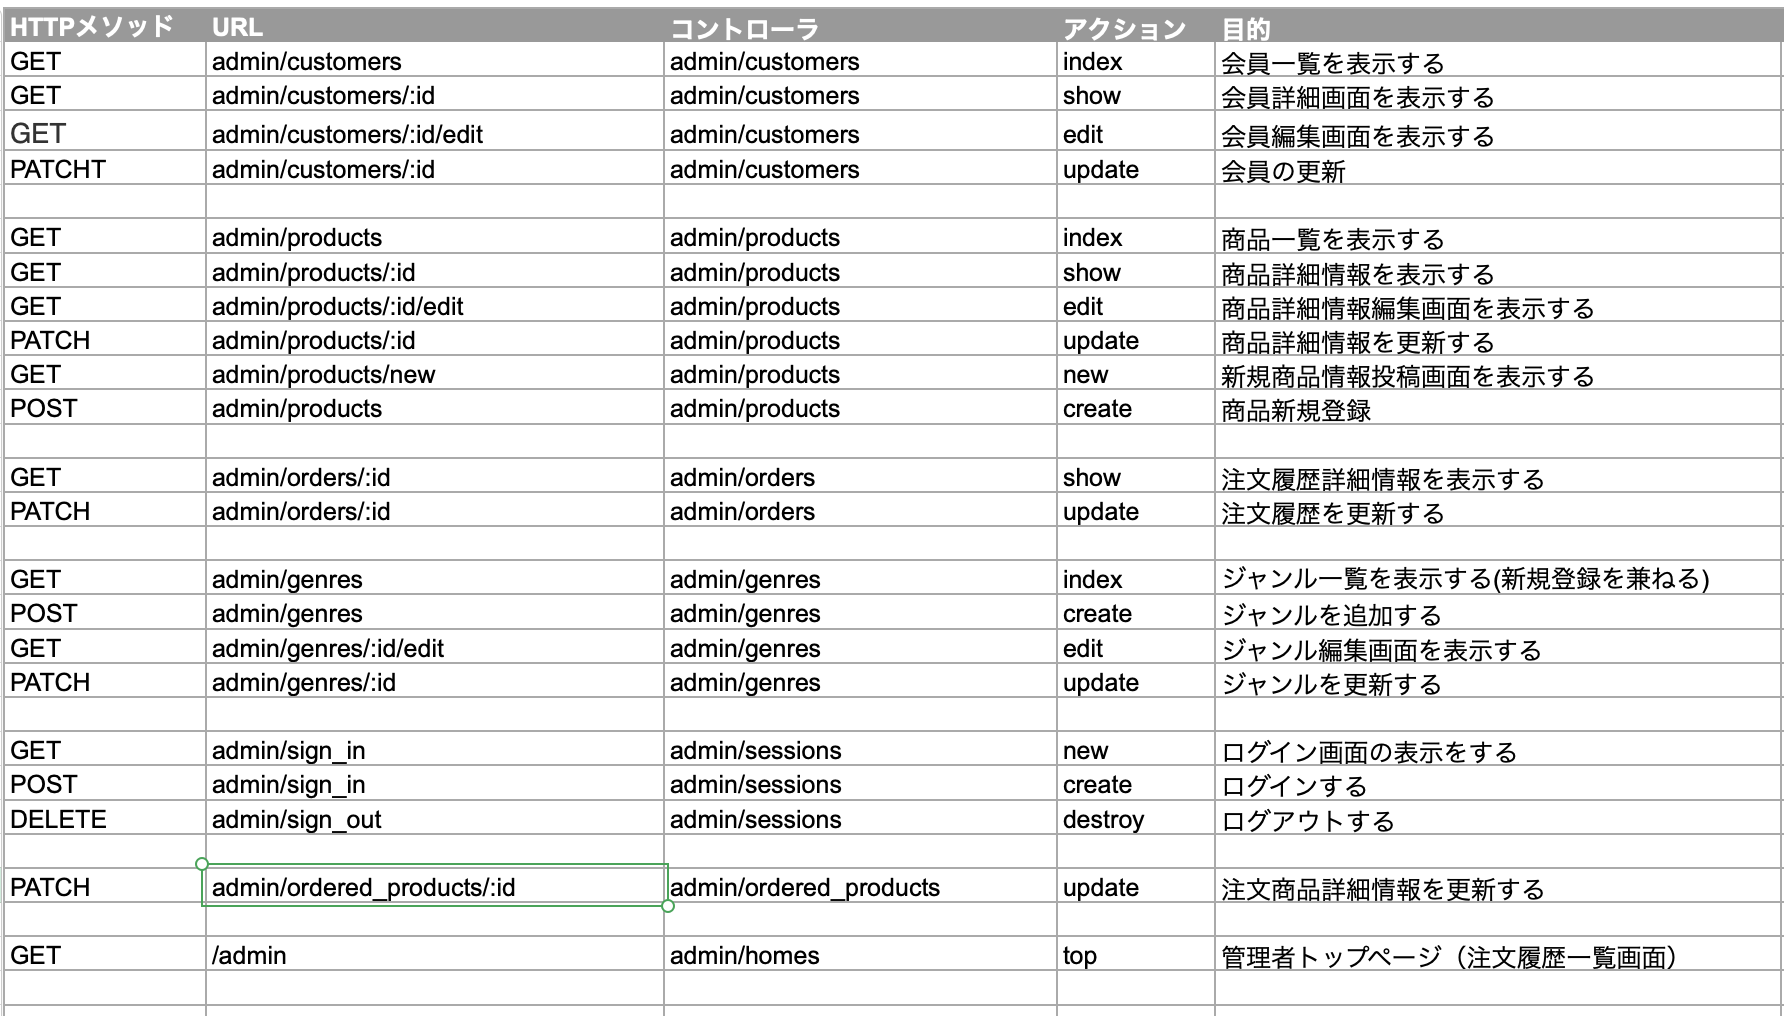 HTTPメソッド URL コントローラ アクション 目的
GET admin/customers admin/customers index 会員一覧を表示する
GET admin/customers/:id admin/customers show 会員詳細画面を表示する
GET admin/customers/:id/edit admin/customers edit 会員編集画面を表示する
PATCHT admin/customers/:id admin/customers update 会員の更新
GET admin/products admin/products index 商品一覧を表示する
GET admin/products/:id admin/products show 商品詳細情報を表示する
GET admin/products/:id/edit admin/products edit 商品詳細情報編集画面を表示する
PATCH admin/products/:id admin/products update 商品詳細情報を更新する
GET admin/products/new admin/products new 新規商品情報投稿画面を表示する
POST admin/products admin/products create 商品新規登録
GET admin/orders/:id admin/orders show 注文履歴詳細情報を表示する
PATCH admin/orders/:id admin/orders update 注文履歴を更新する
GET admin/genres admin/genres index ジャンル一覧を表示する(新規登録を兼ねる)
POST admin/genres admin/genres create ジャンルを追加する
GET admin/genres/:id/edit admin/genres edit ジャンル編集画面を表示する
PATCH admin/genres/:id admin/genres update ジャンルを更新する
GET admin/sign_in admin/sessions new ログイン画面の表示をする
POST admin/sign_in admin/sessions create ログインする
DELETE admin/sign_out admin/sessions destroy ログアウトする
PATCH admin/ordered_products/:id admin/ordered_products update 注文商品詳細情報を更新する
GET /admin admin/homes top 管理者トップページ（注文履歴一覧画面）